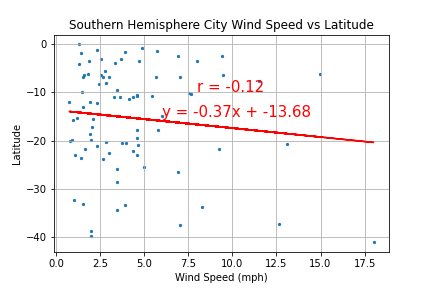 Southern Hemisphere City Wind Speed vs Latitude
0
−10
−20
−30
−40
Latitude
r = -0.12
y = -0.37x + -13.68
0.0 2.5 5.0 7.5 10.0 12.5 15.0 17.5
Wind Speed (mph)